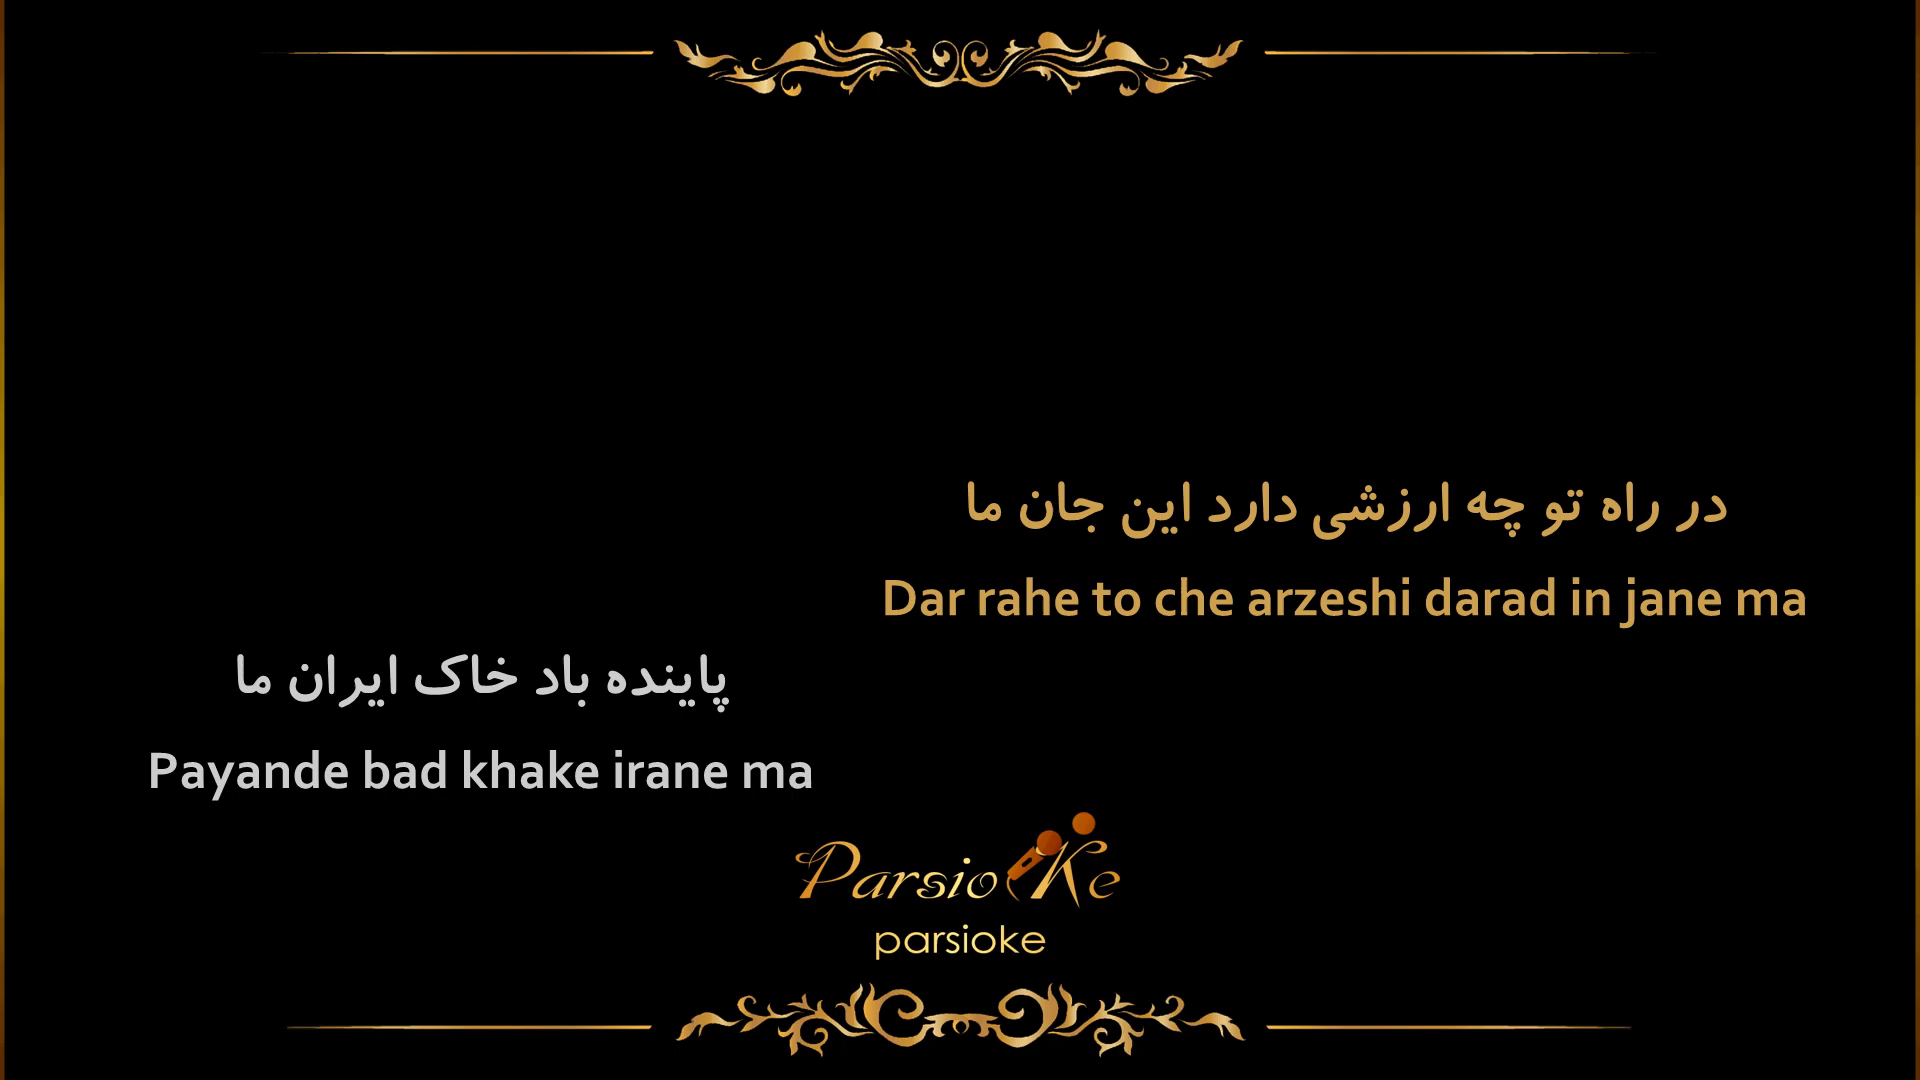 در راه تو چه ارزشی دارد این جان ما
Dar rahe to che arzeshi darad in jane ma
پاینده باد خاک ایران ما
Payande bad khake irane ma
ParsioKe
parsioke